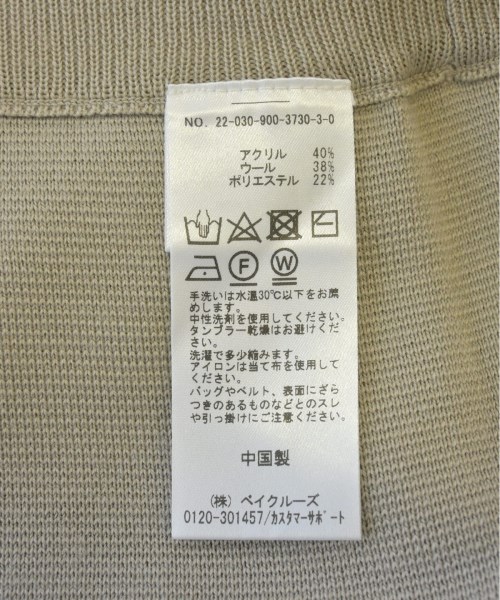 NO. 22-030-900-3730-3-0
アクリル 40%
ウール 38%
ポリエステル 22%
F W
手洗いは水温30℃以下をお薦
めします。
中性洗剤を使用してください。
タンブラー乾燥はお避けくだ
さい。
洗濯で多少縮みます。
アイロンは当て布を使用して
ください。
バッグやベルト、表面にざら
つきのあるものなどとのスレ
や引っ掛けにご注意ください。
中国製
(株) ベイクルーズ
0120-301457/カスタマーサポート